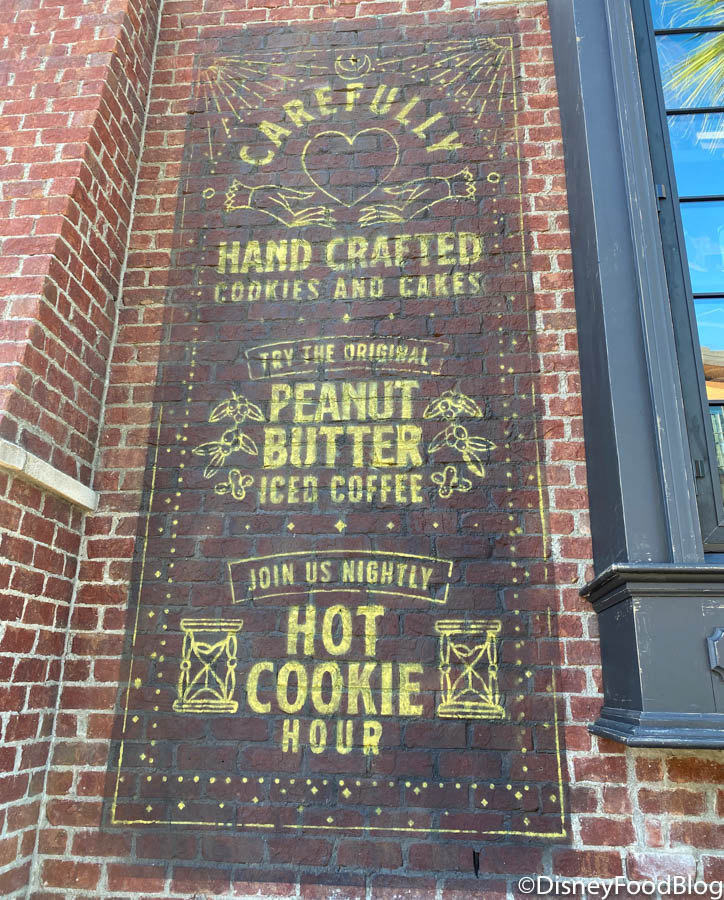 CAREFULLY
HAND CRAFTED
COOKIES AND CAKES
TRY THE ORIGINAL
PEANUT
BUTTER
ICED COFFEE
JOIN US NIGHTLY
HOT
COOKIE
HOUR
©DisneyFoodBlog